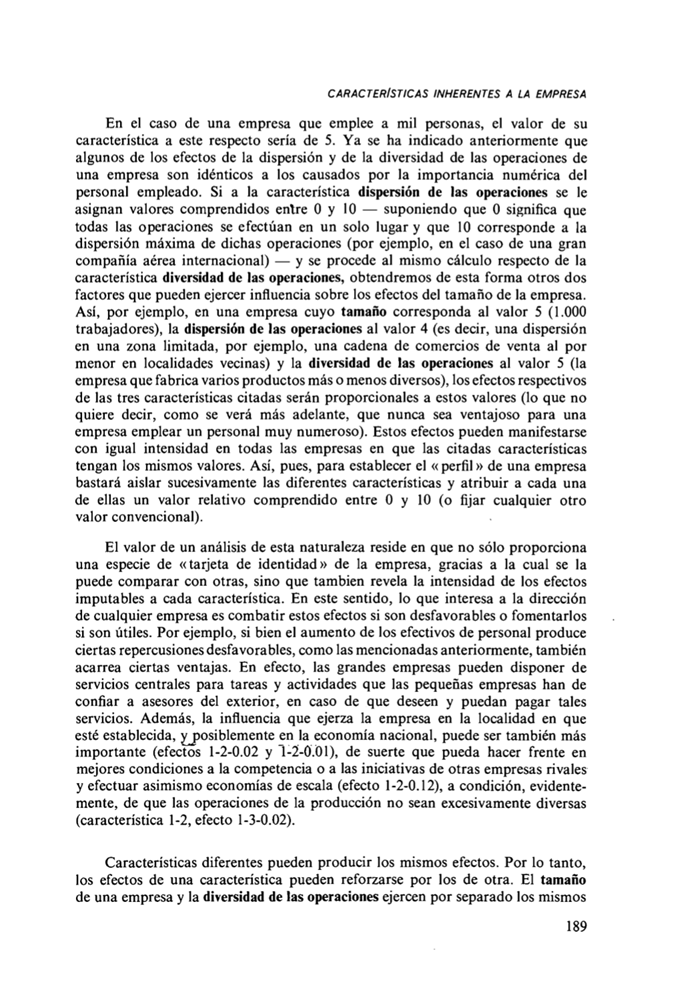 CARACTERÍSTICAS INHERENTES A LA EMPRESA
En el caso de una empresa que emplee a mil personas, el valor de su
característica a este respecto sería de 5. Ya se ha indicado anteriormente que
algunos de los efectos de la dispersión y de la diversidad de las operaciones de
una empresa son idénticos a los causados por la importancia numérica del
personal empleado. Si a la característica dispersión de las operaciones se le
asignan valores comprendidos entre 0 y 10 — suponiendo que 0 significa que
todas las operaciones se efectúan en un solo lugar y que 10 corresponde a la
dispersión máxima de dichas operaciones (por ejemplo, en el caso de una gran
compañía aérea internacional) — y se procede al mismo cálculo respecto de la
característica diversidad de las operaciones, obtendremos de esta forma otros dos
factores que pueden ejercer influencia sobre los efectos del tamaño de la empresa.
Así, por ejemplo, en una empresa cuyo tamaño corresponda al valor 5 (1.000
trabajadores), la dispersión de las operaciones al valor 4 (es decir, una dispersión
en una zona limitada, por ejemplo, una cadena de comercios de venta al por
menor en localidades vecinas) y la diversidad de las operaciones al valor 5 (la
empresa que fabrica varios productos más o menos diversos), los efectos respectivos
de las tres características citadas serán proporcionales a estos valores (lo que no
quiere decir, como se verá más adelante, que nunca sea ventajoso para una
empresa emplear un personal muy numeroso). Estos efectos pueden manifestarse
con igual intensidad en todas las empresas en que las citadas características
tengan los mismos valores. Así, pues, para establecer el « perfil » de una empresa
bastará aislar sucesivamente las diferentes características y atribuir a cada una
de ellas un valor relativo comprendido entre 0 y 10 (o fijar cualquier otro
valor convencional).
El valor de un análisis de esta naturaleza reside en que no sólo proporciona
una especie de « tarjeta de identidad » de la empresa, gracias a la cual se la
puede comparar con otras, sino que tambien revela la intensidad de los efectos
imputables a cada característica. En este sentido, lo que interesa a la dirección
de cualquier empresa es combatir estos efectos si son desfavorables o fomentarlos
si son útiles. Por ejemplo, si bien el aumento de los efectivos de personal produce
ciertas repercusiones desfavorables, como las mencionadas anteriormente, también
acarrea ciertas ventajas. En efecto, las grandes empresas pueden disponer de
servicios centrales para tareas y actividades que las pequeñas empresas han de
confiar a asesores del exterior, en caso de que deseen y puedan pagar tales
servicios. Además, la influencia que ejerza la empresa en la localidad en que
esté establecida, y posiblemente en la economía nacional, puede ser también más
importante (efectos 1-2-0.02 y 1-2-0.01), de suerte que pueda hacer frente en
mejores condiciones a la competencia o a las iniciativas de otras empresas rivales
y efectuar asimismo economías de escala (efecto 1-2-0.12), a condición, evidente-
mente, de que las operaciones de la producción no sean excesivamente diversas
(característica 1-2, efecto 1-3-0.02).
Características diferentes pueden producir los mismos efectos. Por lo tanto,
los efectos de una característica pueden reforzarse por los de otra. El tamaño
de una empresa y la diversidad de las operaciones ejercen por separado los mismos
189